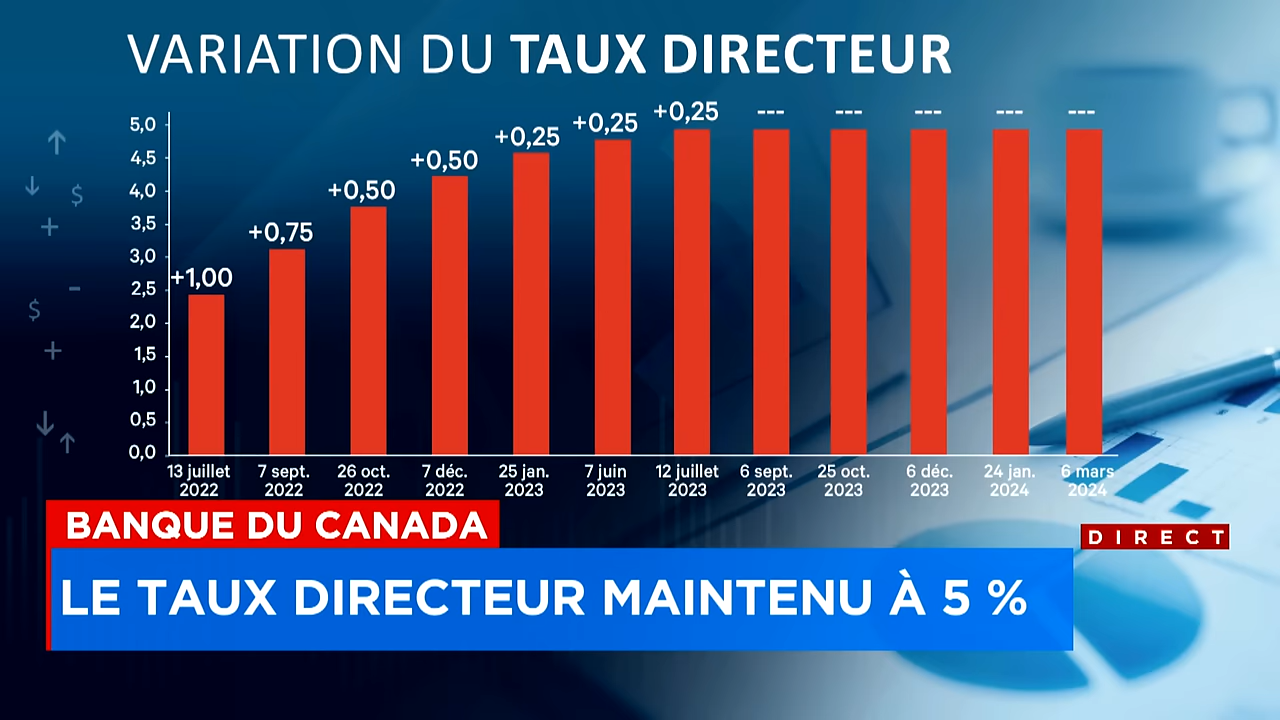 VARIATION DU TAUX DIRECTEUR
5,0
4,5
4,0
3,5
3,0
2,5
2,0
1,5
1,0
0,5
0,0
+1,00
+0,75
+0,50
+0,50
+0,25
+0,25
+0,25
---
---
---
---
---
13 juillet
2022
7 sept.
2022
26 oct.
2022
7 déc.
2022
25 jan.
2023
7 juin
2023
12 juillet
2023
6 sept.
2023
25 oct.
2023
6 déc.
2023
24 jan.
2024
6 mars
2024
BANQUE DU CANADA
DIRECT
LE TAUX DIRECTEUR MAINTENU À 5 %